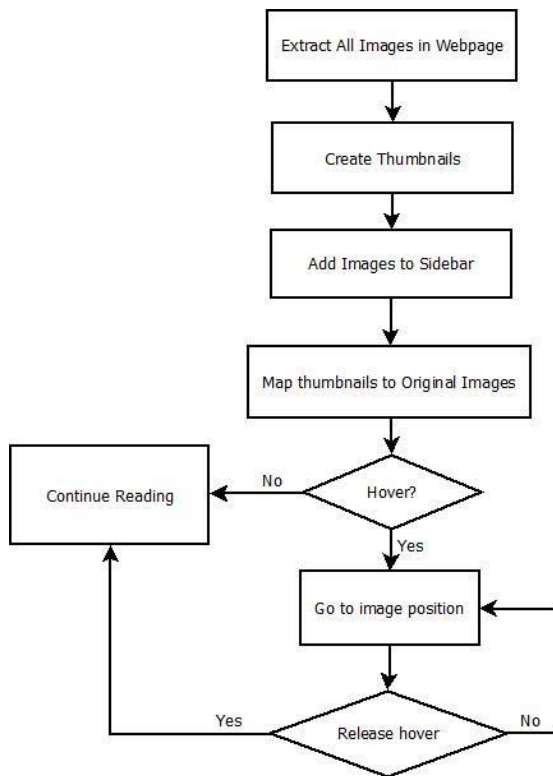 Extract All Images in Webpage
Create Thumbnails
Add Images to Sidebar
Map thumbnails to Original Images
Hover?
No
Continue Reading
Yes
Go to image position
Release hover
Yes
No